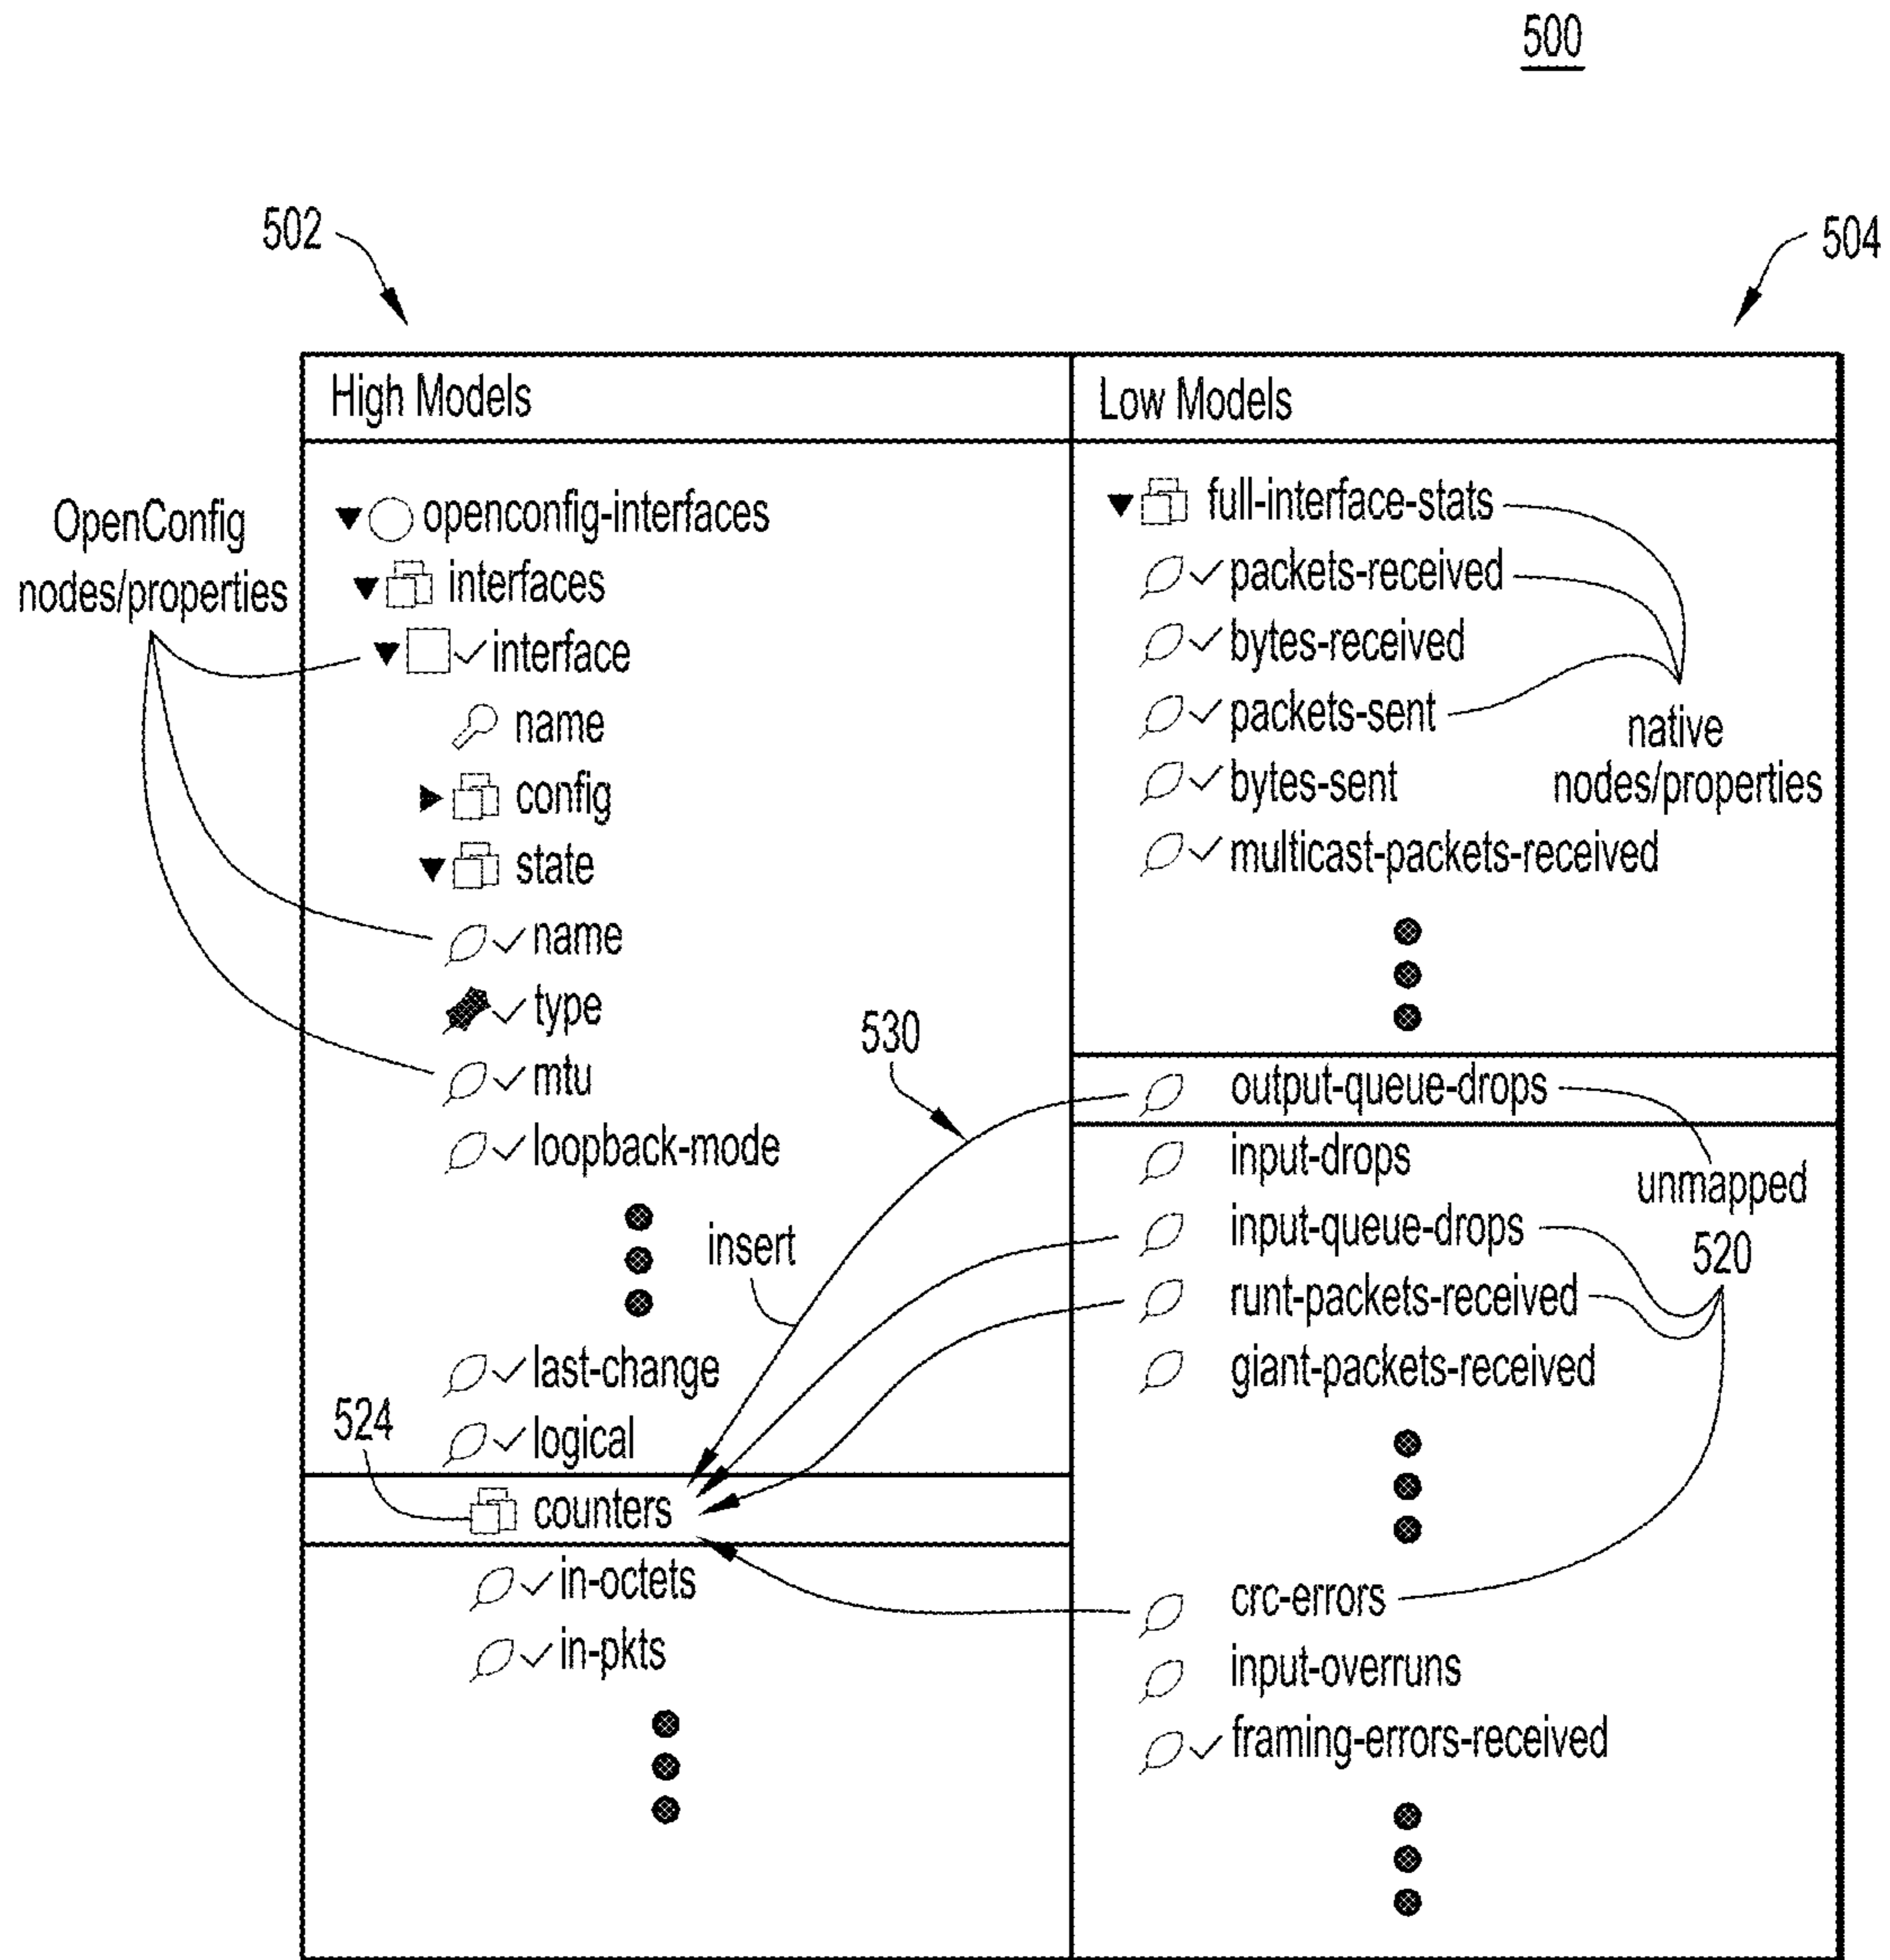 500
502
504
High Models
Low Models
OpenConfig
nodes/properties
openconfig-interfaces
interfaces
interface
name
config
state
name
type
mtu
loopback-mode
last-change
logical
524
counters
in-octets
in-pkts
530
insert
full-interface-stats
packets-received
bytes-received
packets-sent
bytes-sent
multicast-packets-received
native
nodes/properties
output-queue-drops
unmapped
input-drops
input-queue-drops
520
runt-packets-received
giant-packets-received
crc-errors
input-overruns
framing-errors-received